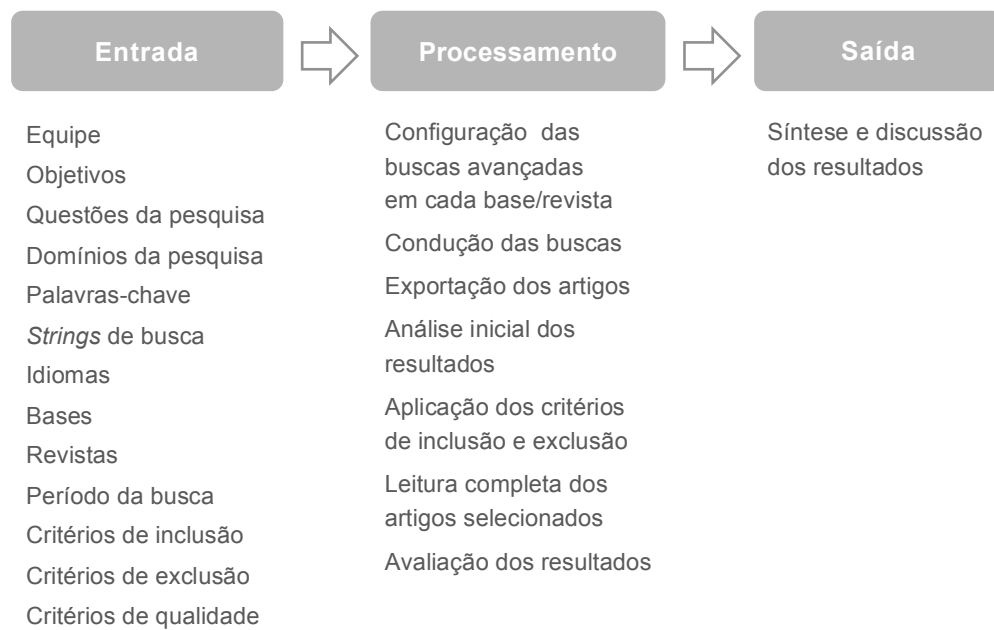 Entrada
Processamento
Saída
Equipe
Objetivos
Questões da pesquisa
Domínios da pesquisa
Palavras-chave
Strings de busca
Idiomas
Bases
Revistas
Período da busca
Critérios de inclusão
Critérios de exclusão
Critérios de qualidade
Configuração das
buscas avançadas
em cada base/revista
Condução das buscas
Exportação dos artigos
Análise inicial dos
resultados
Aplicação dos critérios
de inclusão e exclusão
Leitura completa dos
artigos selecionados
Avaliação dos resultados
Síntese e discussão
dos resultados